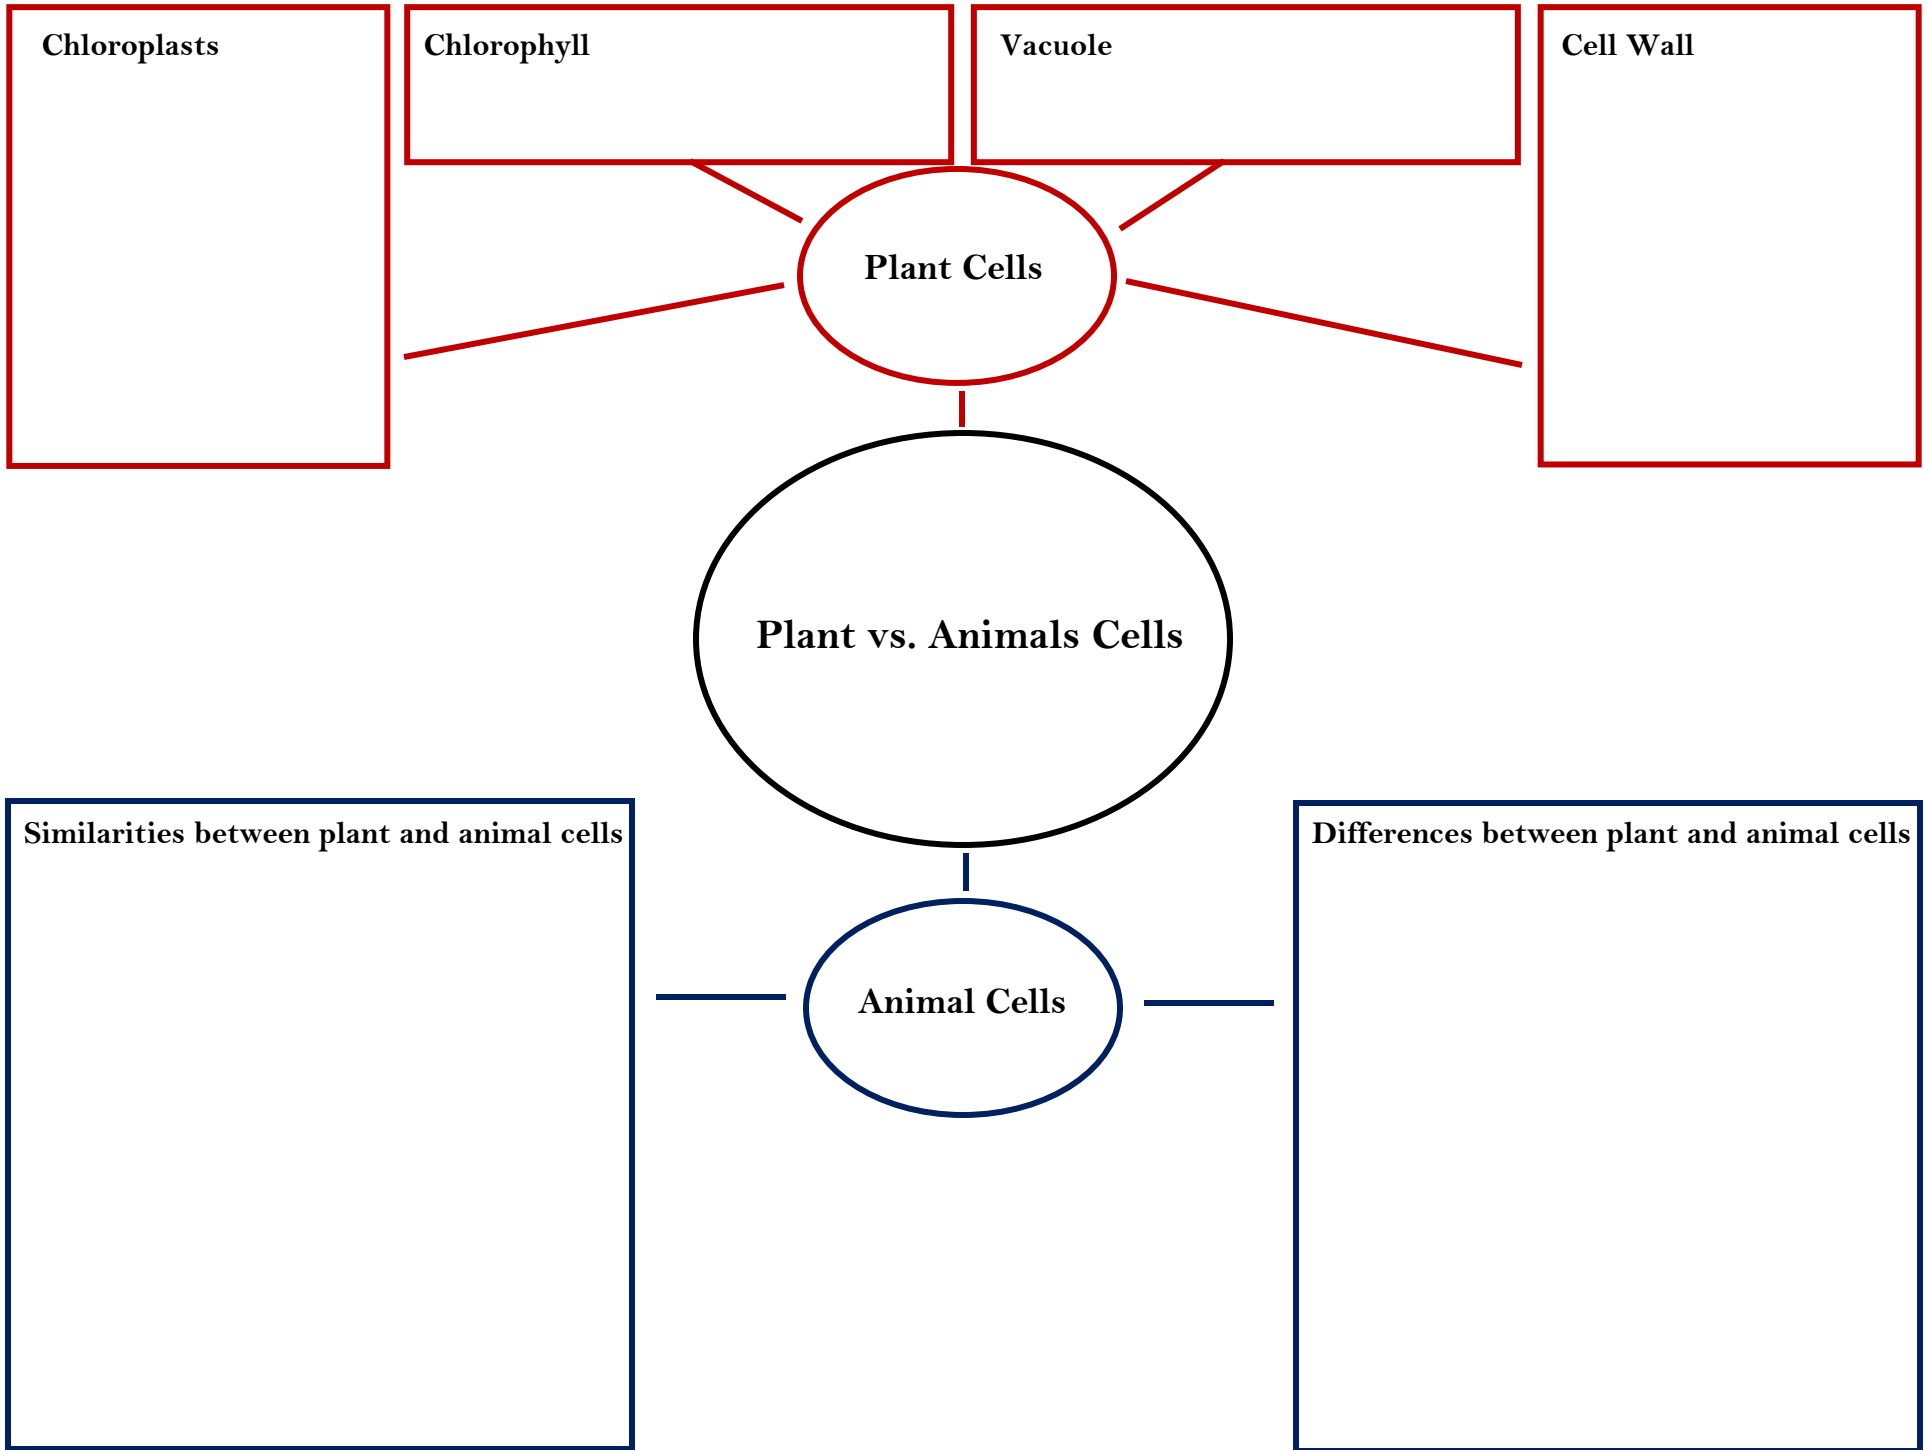 Chloroplasts
Chlorophyll
Vacuole
Cell Wall
Plant Cells
Plant vs. Animals Cells
Similarities between plant and animal cells
Differences between plant and animal cells
Animal Cells